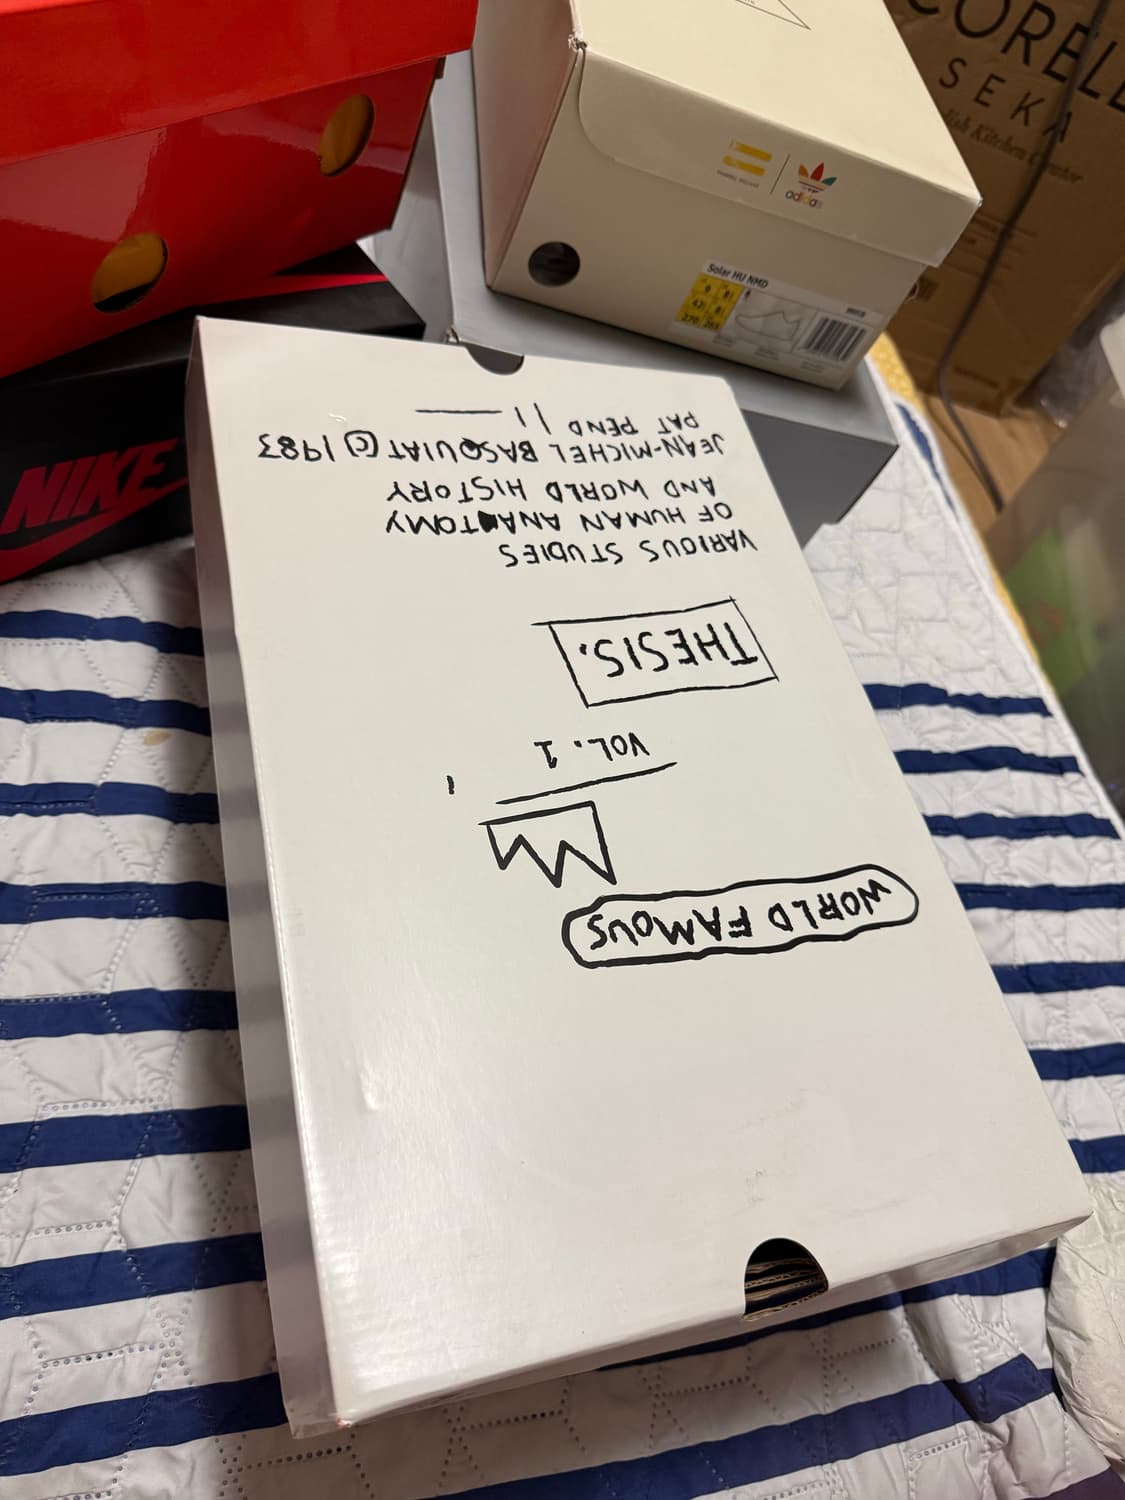 WORLD FAMOUS
VOL. 1
THESIS.
VARIOUS STUDIES
OF HUMAN ANATOMY
AND WORLD HISTORY
JEAN-MICHEL BASQUIAT © 1983
PAT PEND
NIKE
adidas
Solar HU NMD
CORELL
SEKA